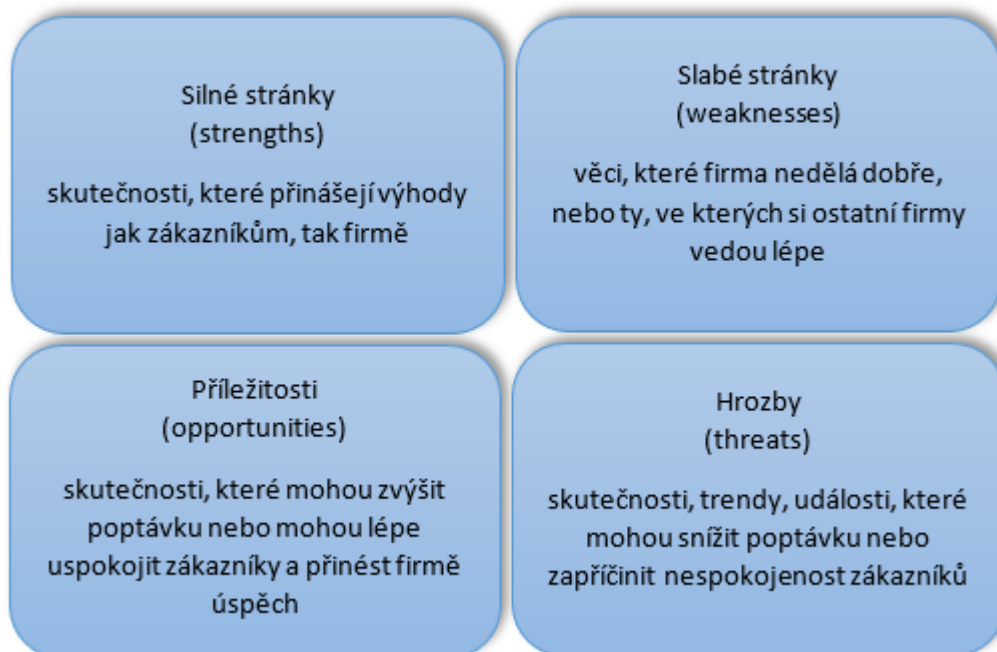 Silné stránky
(strengths)
skutečnosti, které přinášejí výhody
jak zákazníkům, tak firmě
Slabé stránky
(weaknesses)
věci, které firma nedělá dobře,
nebo ty, ve kterých si ostatní firmy
vedou lépe
Příležitosti
(opportunities)
skutečnosti, které mohou zvýšit
poptávku nebo mohou lépe
uspokojit zákazníky a přinést firmě
úspěch
Hrozby
(threats)
skutečnosti, trendy, události, které
mohou snížit poptávku nebo
zapříčinit nespokojenost zákazníků